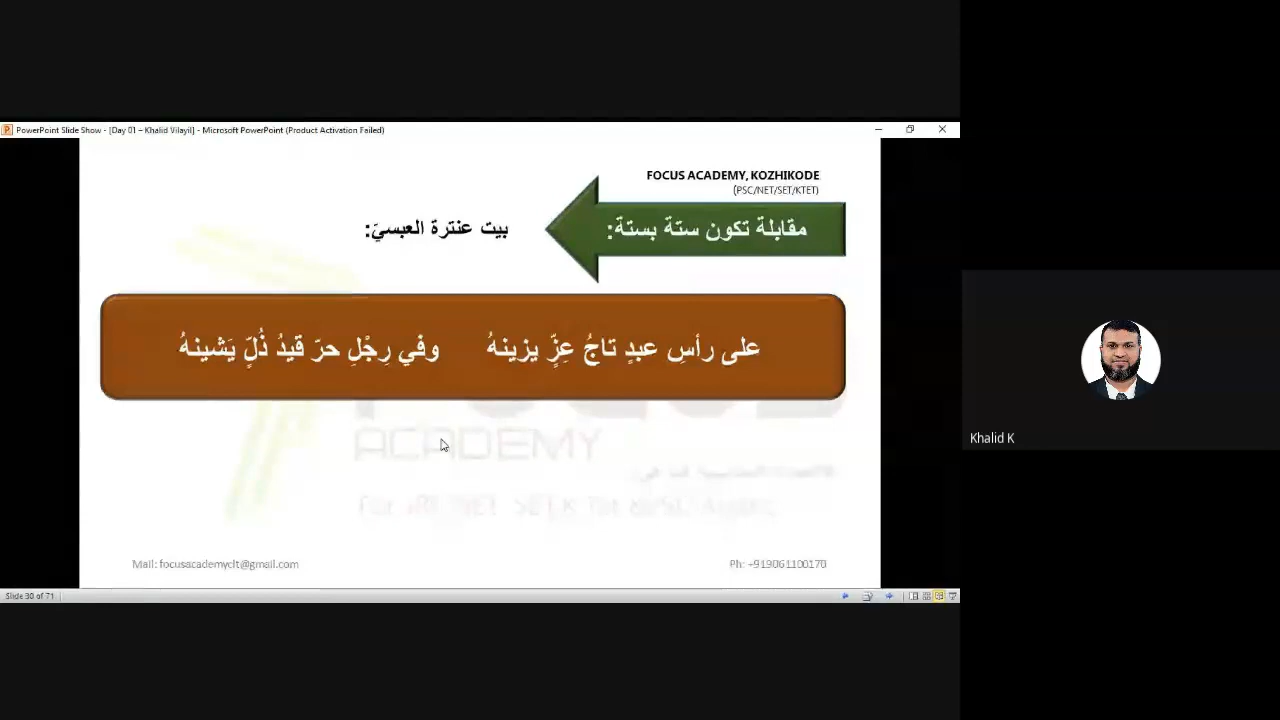 PowerPoint Slide Show - [Day 01 – Khalid Vilayil] - Microsoft PowerPoint (Product Activation Failed)
FOCUS ACADEMY, KOZHIKODE
(PSC/NET/SET/KTET)
مقابلة تكون ستة بستة:
بيت عنترة العبسيّ:
على رأسِ عبدٍ تاجُ عِزٍّ يزينهُ وفي رِجْلِ حرّ قيدُ ذُلٍّ يَشينهُ
ACADEMY
Mail: focusacademyclt@gmail.com
Ph: +919061100170
Slide 30 of 71
Khalid K